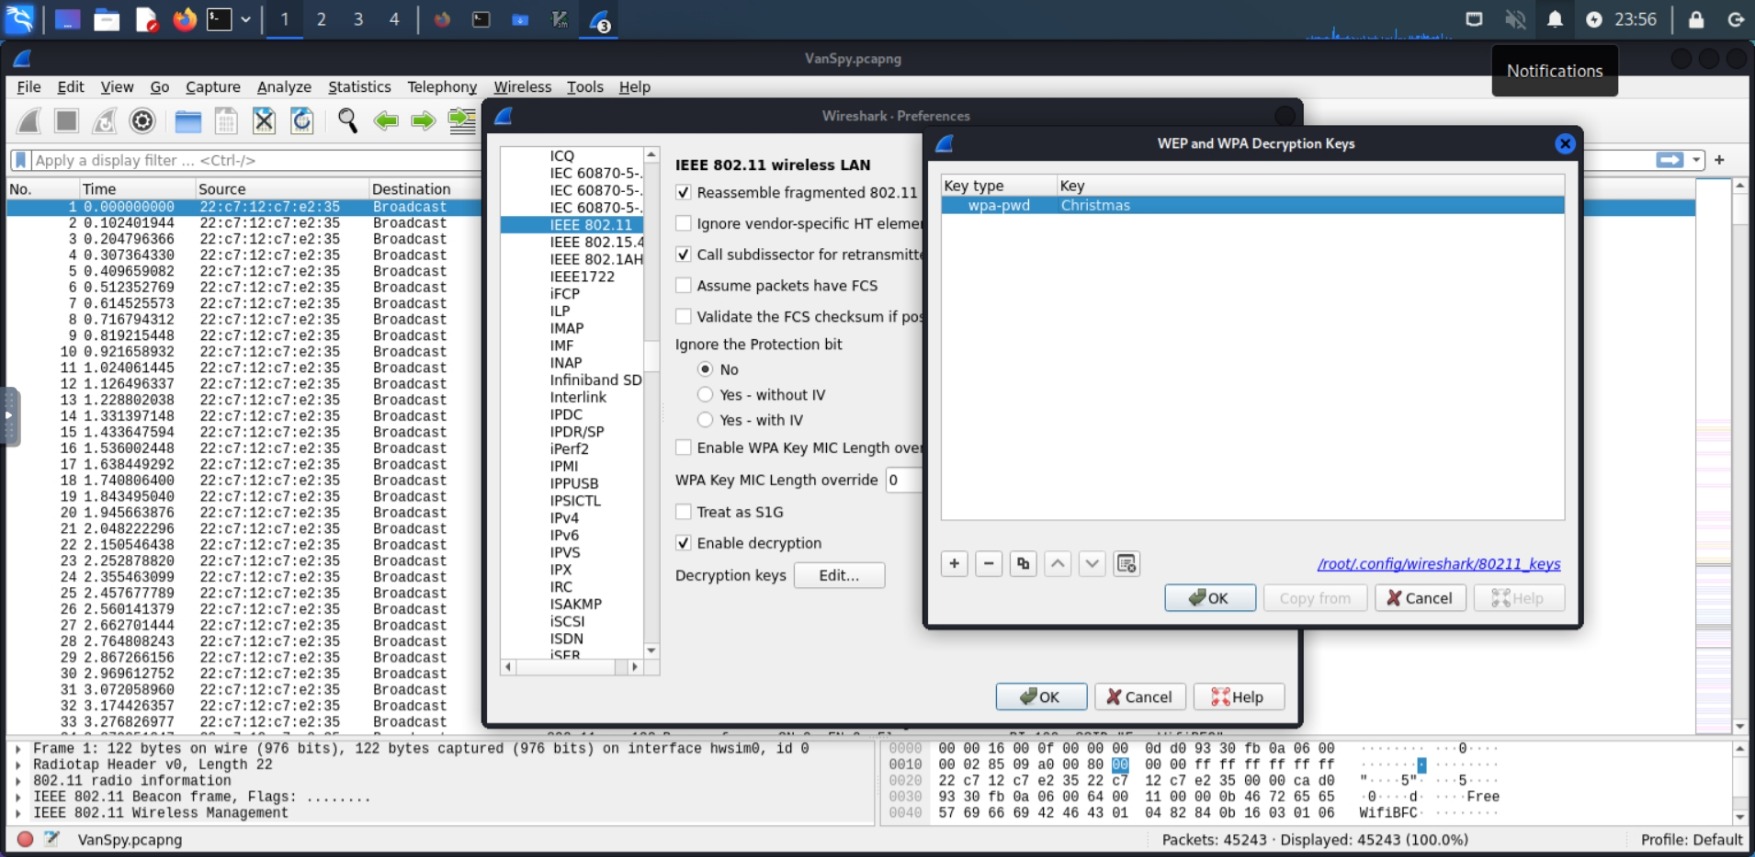 1 2 3 4
3
23:56
VanSpy.pcapng
Notifications
File Edit View Go Capture Analyze Statistics Telephony Wireless Tools Help
Apply a display filter ... <Ctrl-/>
+
No. Time Source Destination
1 0.000000000 22:c7:12:c7:e2:35 Broadcast
2 0.102401944 22:c7:12:c7:e2:35 Broadcast
3 0.204796366 22:c7:12:c7:e2:35 Broadcast
4 0.307364330 22:c7:12:c7:e2:35 Broadcast
5 0.409659082 22:c7:12:c7:e2:35 Broadcast
6 0.512352769 22:c7:12:c7:e2:35 Broadcast
7 0.614525573 22:c7:12:c7:e2:35 Broadcast
8 0.716794312 22:c7:12:c7:e2:35 Broadcast
9 0.819215448 22:c7:12:c7:e2:35 Broadcast
10 0.921658932 22:c7:12:c7:e2:35 Broadcast
11 1.024061445 22:c7:12:c7:e2:35 Broadcast
12 1.126496337 22:c7:12:c7:e2:35 Broadcast
13 1.228802038 22:c7:12:c7:e2:35 Broadcast
14 1.331397148 22:c7:12:c7:e2:35 Broadcast
15 1.433647594 22:c7:12:c7:e2:35 Broadcast
16 1.536002448 22:c7:12:c7:e2:35 Broadcast
17 1.638449292 22:c7:12:c7:e2:35 Broadcast
18 1.740806400 22:c7:12:c7:e2:35 Broadcast
19 1.843495040 22:c7:12:c7:e2:35 Broadcast
20 1.945663876 22:c7:12:c7:e2:35 Broadcast
21 2.048222296 22:c7:12:c7:e2:35 Broadcast
22 2.150546438 22:c7:12:c7:e2:35 Broadcast
23 2.252878820 22:c7:12:c7:e2:35 Broadcast
24 2.355463099 22:c7:12:c7:e2:35 Broadcast
25 2.457677789 22:c7:12:c7:e2:35 Broadcast
26 2.560141379 22:c7:12:c7:e2:35 Broadcast
27 2.662701444 22:c7:12:c7:e2:35 Broadcast
28 2.764808243 22:c7:12:c7:e2:35 Broadcast
29 2.867266156 22:c7:12:c7:e2:35 Broadcast
30 2.969612752 22:c7:12:c7:e2:35 Broadcast
31 3.072058960 22:c7:12:c7:e2:35 Broadcast
32 3.174426357 22:c7:12:c7:e2:35 Broadcast
33 3.276826977 22:c7:12:c7:e2:35 Broadcast
Wireshark · Preferences
ICQ
IEC 60870-5-.
IEC 60870-5-.
IEC 60870-5-.
IEEE 802.11
IEEE 802.15.4
IEEE 802.1AH
IEEE1722
iFCP
ILP
IMAP
IMF
INAP
Infiniband SD
Interlink
IPDC
IPDR/SP
iPerf2
IPMI
IPPUSB
IPSICTL
IPv4
IPv6
IPVS
IPX
IRC
ISAKMP
iSCSI
ISDN
iSER
IEEE 802.11 wireless LAN
Reassemble fragmented 802.11
Ignore vendor-specific HT elemen
Call subdissector for retransmitte
Assume packets have FCS
Validate the FCS checksum if pos
Ignore the Protection bit
No
Yes - without IV
Yes - with IV
Enable WPA Key MIC Length over
WPA Key MIC Length override 0
Treat as S1G
Enable decryption
Decryption keys Edit...
OK Cancel Help
WEP and WPA Decryption Keys
Key type Key
wpa-pwd Christmas
/root/.config/wireshark/80211_keys
OK Copy from Cancel Help
Frame 1: 122 bytes on wire (976 bits), 122 bytes captured (976 bits) on interface hwsim0, id 0
Radiotap Header v0, Length 22
802.11 radio information
IEEE 802.11 Beacon frame, Flags: ........
IEEE 802.11 Wireless Management
0000 00 00 16 00 0f 00 00 00 0d d0 93 30 fb 0a 06 00 ········ ···0····
0010 00 02 85 09 a0 00 80 00 00 00 ff ff ff ff ff ff ········ ········
0020 22 c7 12 c7 e2 35 22 c7 12 c7 e2 35 00 00 ca d0 "····5"· ···5····
0030 93 30 fb 0a 06 00 64 00 11 00 00 0b 46 72 65 65 ·0····d· ····Free
0040 57 69 66 69 42 46 43 01 04 82 84 0b 16 03 01 06 WifiBFC· ········
VanSpy.pcapng
Packets: 45243 · Displayed: 45243 (100.0%)
Profile: Default